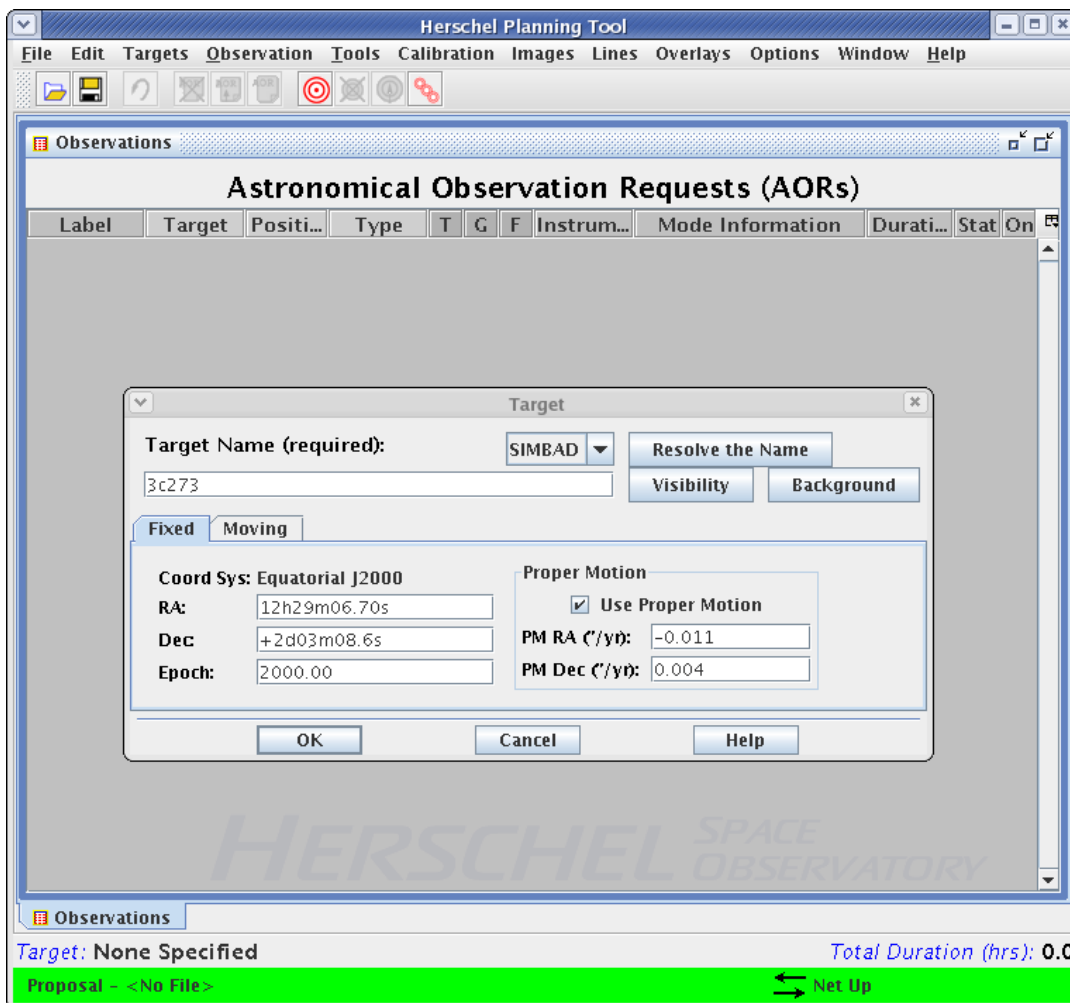 Herschel Planning Tool
File Edit Targets Observation Tools Calibration Images Lines Overlays Options Window Help
Observations
Astronomical Observation Requests (AORs)
Label Target Positi... Type T G F Instrum... Mode Information Durati... Stat On
Target
Target Name (required): SIMBAD Resolve the Name
3c273 Visibility Background
Fixed Moving
Coord Sys: Equatorial J2000 Proper Motion
RA: 12h29m06.70s Use Proper Motion
Dec: +2d03m08.6s PM RA ("/yr): -0.011
Epoch: 2000.00 PM Dec ("/yr): 0.004
OK Cancel Help
HERSCHEL SPACE OBSERVATORY
Observations
Target: None Specified Total Duration (hrs): 0.0
Proposal - <No File> Net Up